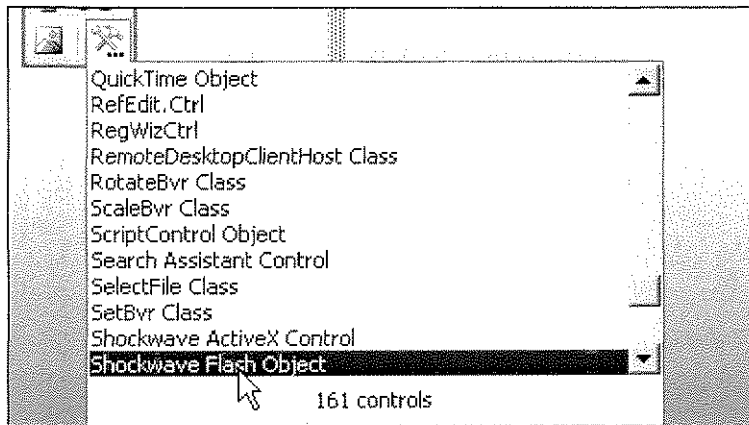 QuickTime Object
RefEdit.Ctrl
RegWizCtrl
RemoteDesktopClientHost Class
RotateBvr Class
ScaleBvr Class
ScriptControl Object
Search Assistant Control
SelectFile Class
SetBvr Class
Shockwave ActiveX Control
Shockwave Flash Object
161 controls